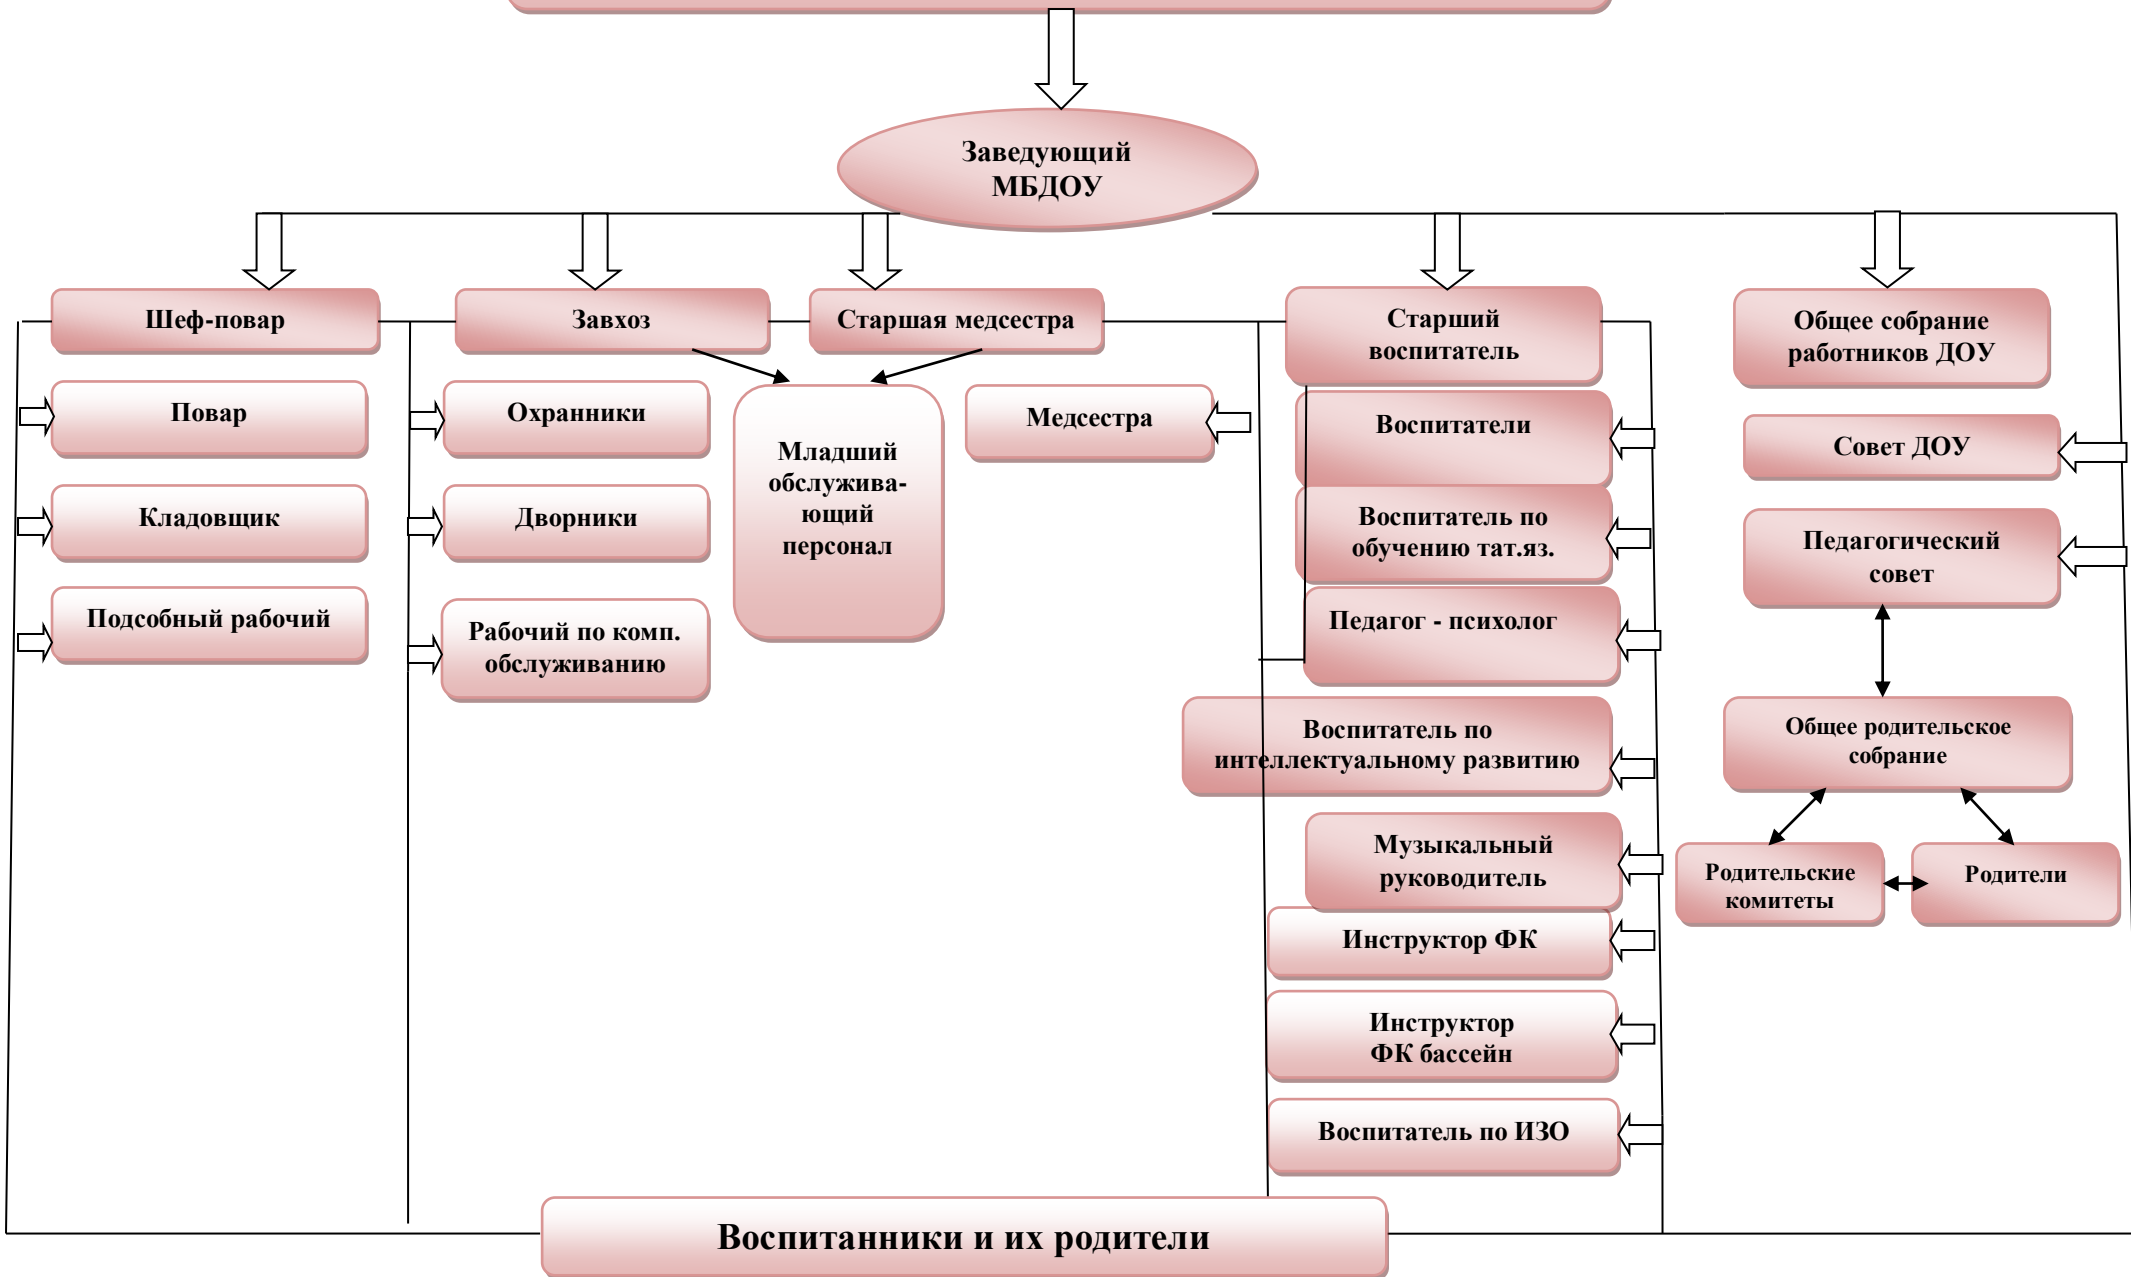 Заведующий
МБДОУ
Шеф-повар
Завхоз
Старшая медсестра
Старший
воспитатель
Общее собрание
работников ДОУ
Повар
Кладовщик
Подсобный рабочий
Охранники
Дворники
Рабочий по комп.
обслуживанию
Младший
обслужива-
ющий
персонал
Медсестра
Воспитатели
Воспитатель по
обучению тат.яз.
Педагог - психолог
Воспитатель по
интеллектуальному развитию
Музыкальный
руководитель
Инструктор ФК
Инструктор
ФК бассейн
Воспитатель по ИЗО
Совет ДОУ
Педагогический
совет
Общее родительское
собрание
Родительские
комитеты
Родители
Воспитанники и их родители